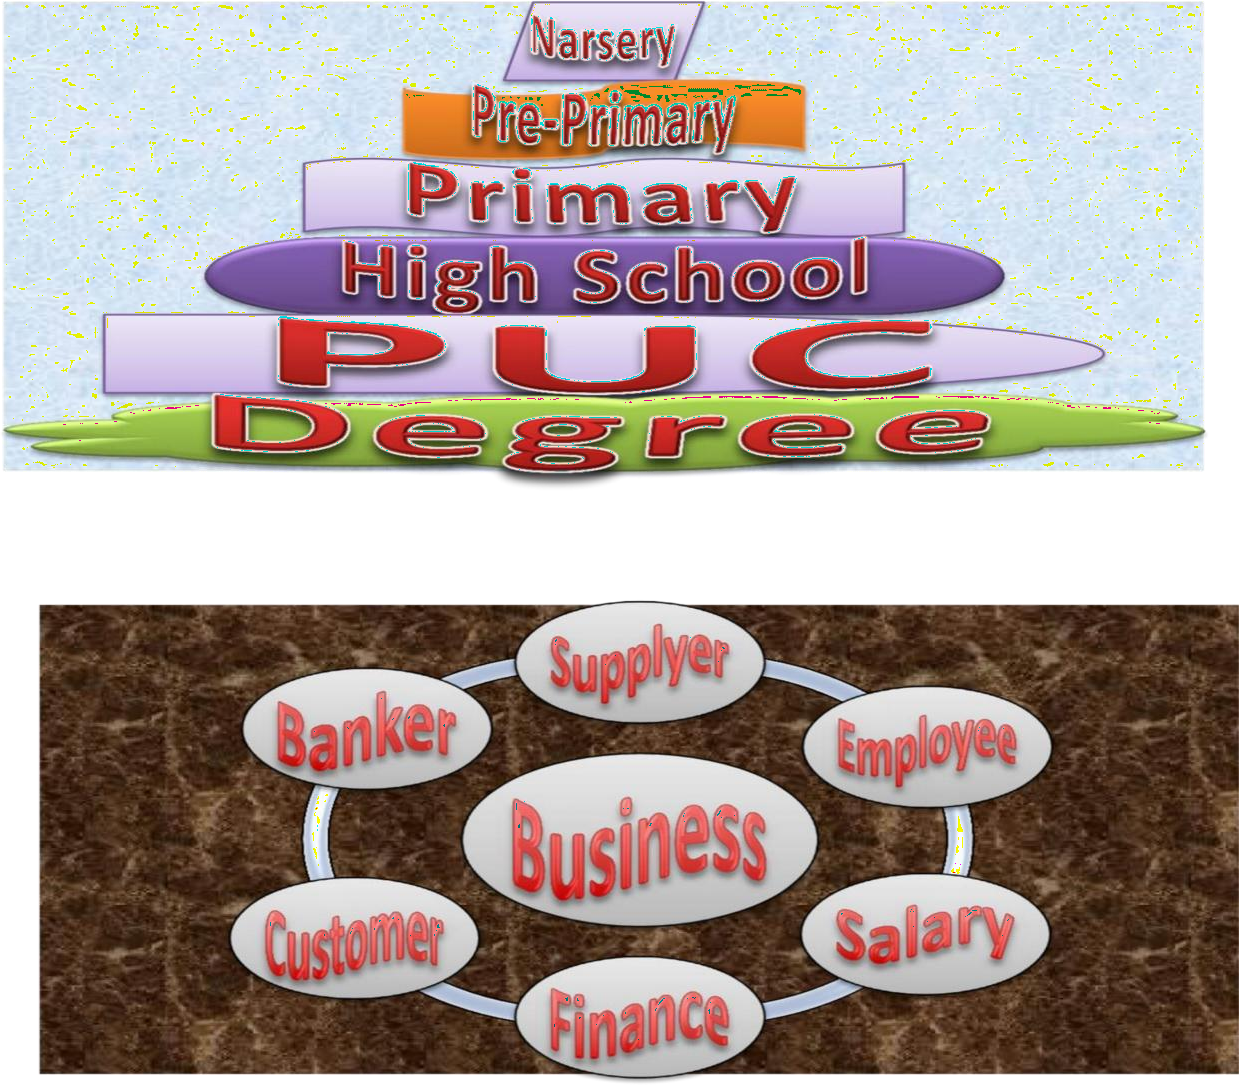 Narsery
Pre-Primary
Primary
High School
PUC
Degree
Supplyer
Banker
Employee
Business
Customer
Salary
Finance